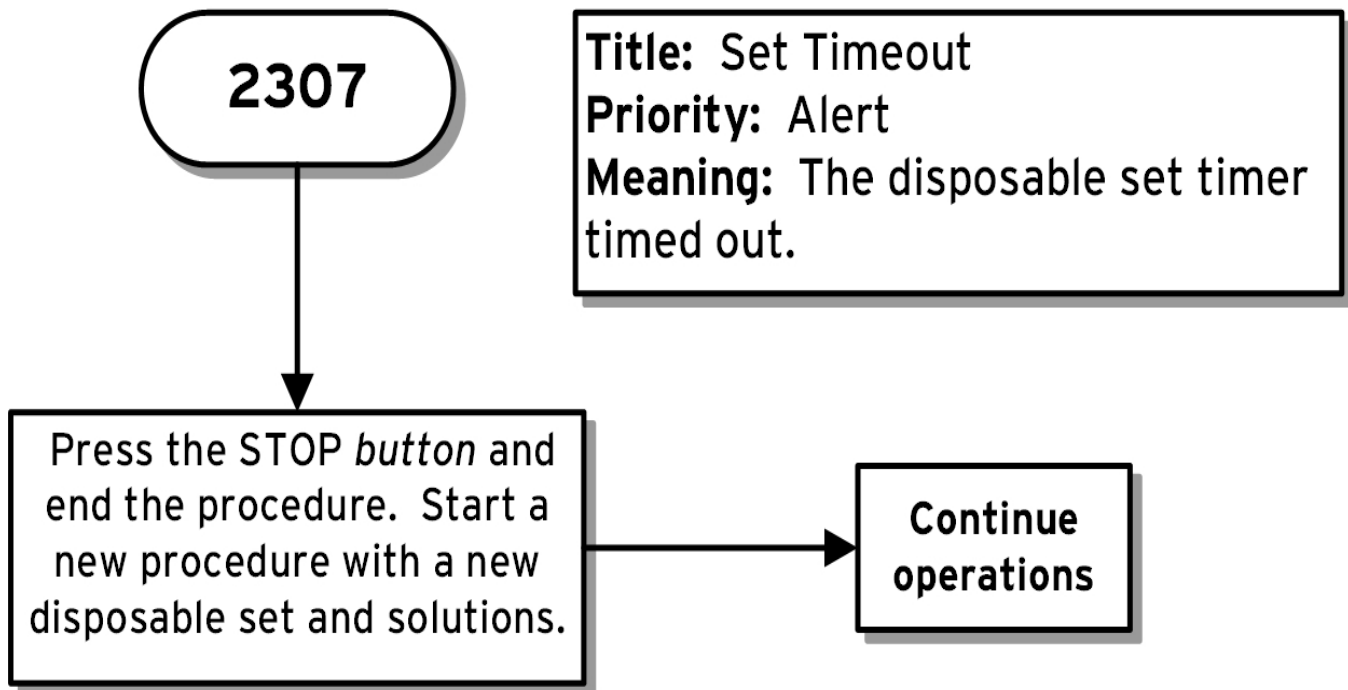 2307
Title: Set Timeout
Priority: Alert
Meaning: The disposable set timer
timed out.
Press the STOP button and
end the procedure. Start a
new procedure with a new
disposable set and solutions.
Continue
operations